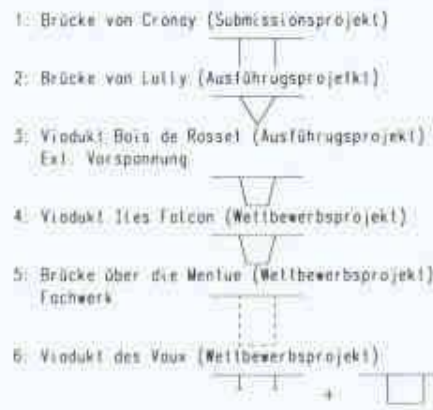 1: Brücke von Cronay (Submissionsprojekt)
2: Brücke von Lully (Ausführugsprojetkt)
3: Viadukt Bois de Rosset (Ausführugsprojekt)
Ext. Vorspannung
4: Viadukt Iles Falcon (Wettbewerbsprojekt)
5: Brücke über die Mentue (Wettbewerbsprojekt)
Fachwerk
6: Viadukt des Vaux (Wettbewerbsprojekt)
+